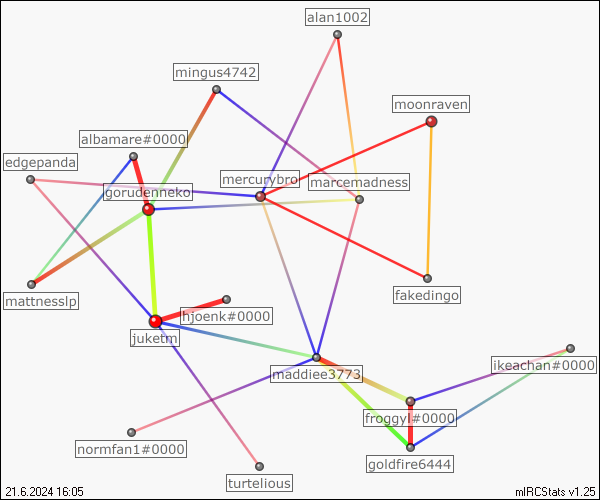 alan1002
mingus4742
moonraven
albamare#0000
edgepanda
mercurybro
marcemadness
gorudenneko
mattnesslp
fakedingo
hjoenk#0000
juketm
maddiee3773
ikeachan#0000
froggyl#0000
normfan1#0000
goldfire6444
turtelious
21.6.2024 16:05
mIRCStats v1.25